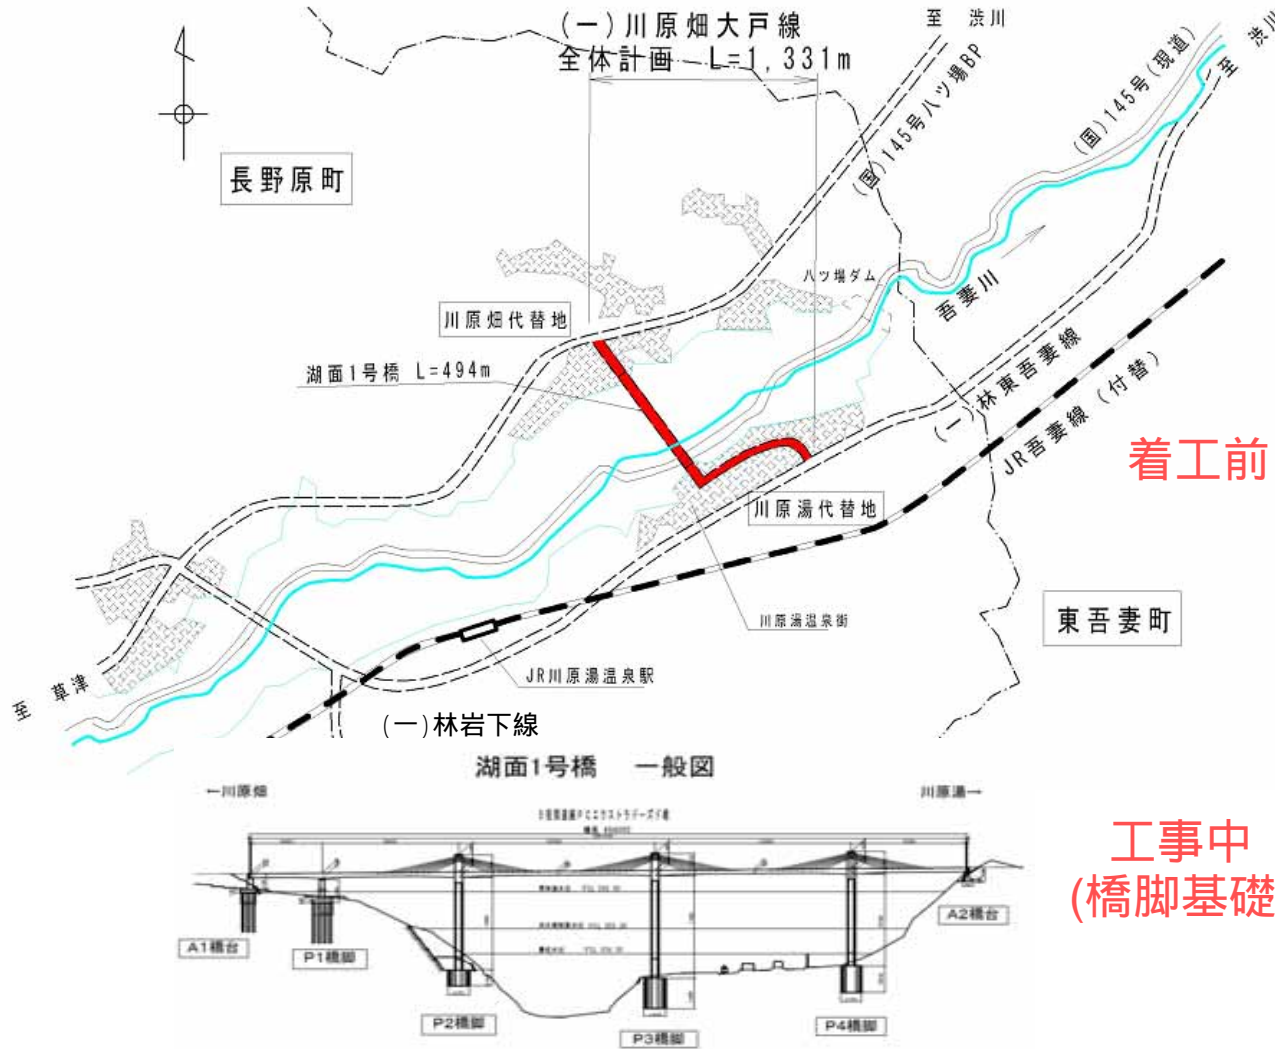 (一)川原畑大戸線
全体計画 L=1,331m
至 渋川
至 渋川
(国)145号八ツ場BP
(国)145号(現道)
長野原町
八ツ場ダム
吾妻川
川原畑代替地
湖面1号橋 L=494m
(一)林東吾妻線
JR吾妻線(付替)
着工前
川原湯代替地
川原湯温泉街
東吾妻町
JR川原湯温泉駅
至 草津
(一)林岩下線
湖面1号橋 一般図
←川原畑
川原湯→
工事中
(橋脚基礎
A1橋台
P1橋脚
A2橋台
P2橋脚
P3橋脚
P4橋脚